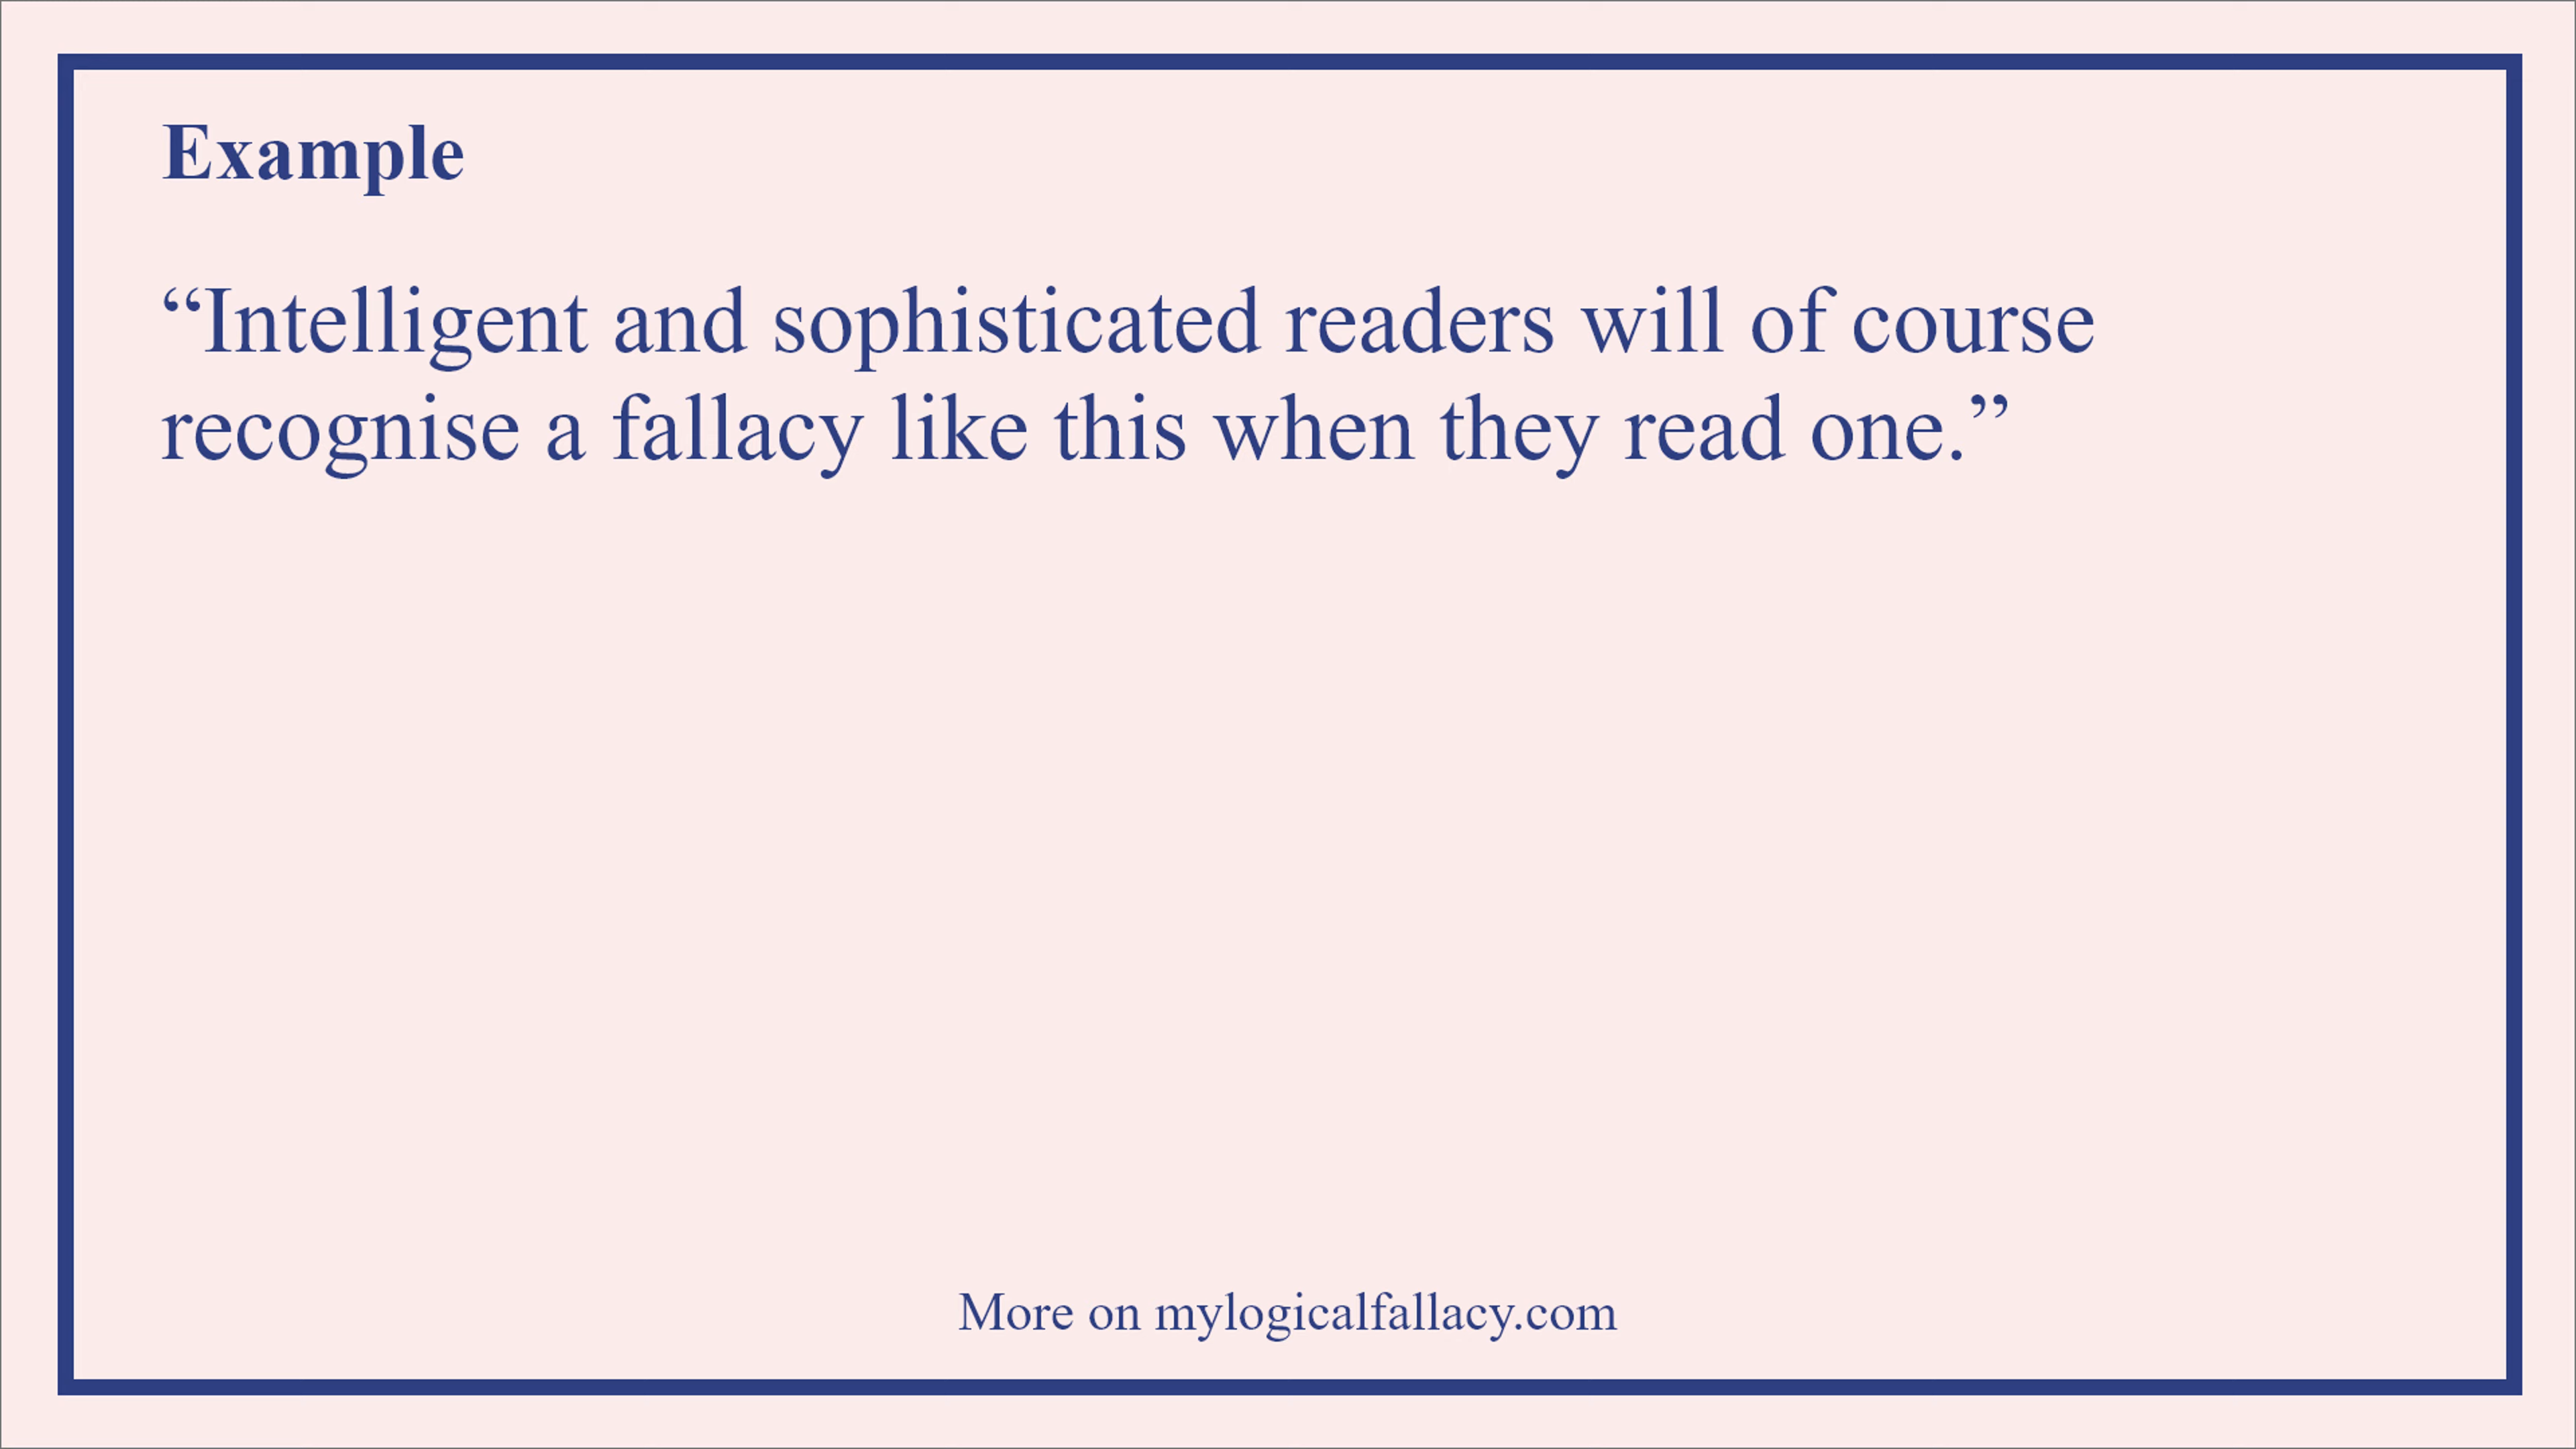 Example
“Intelligent and sophisticated readers will of course
recognise a fallacy like this when they read one.”
More on mylogicalfallacy.com